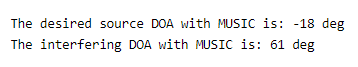 The desired source DOA with MUSIC is: -18 deg
The interfering DOA with MUSIC is: 61 deg